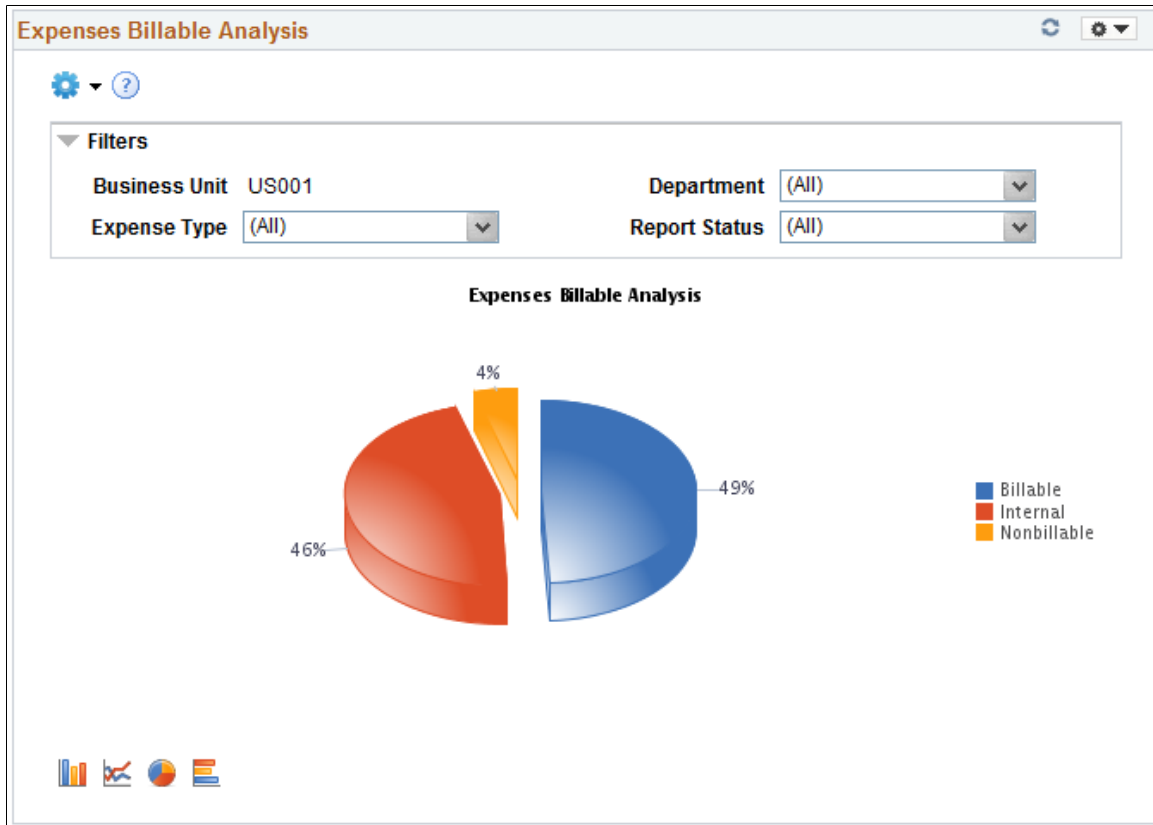 Expenses Billable Analysis
?
Filters
Business Unit US001 Department (All)
Expense Type (All) Report Status (All)
Expenses Billable Analysis
4%
49%
46%
Billable
Internal
Nonbillable